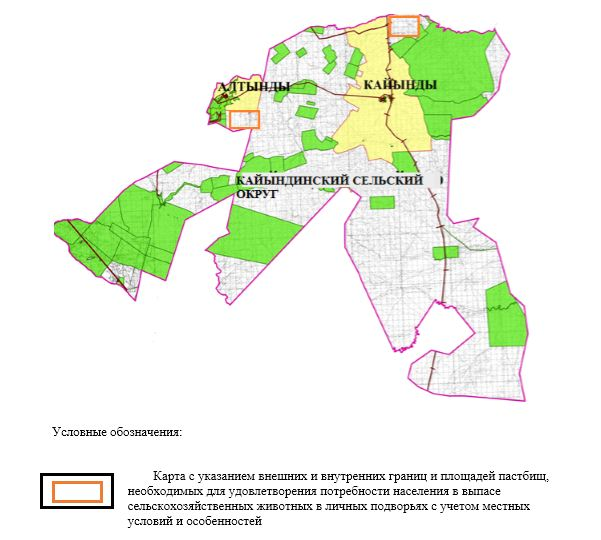 АЛТЫНДЫ
КАЙЫНДЫ
КАЙЫНДИНСКИЙ СЕЛЬСКИЙ
ОКРУГ
Условные обозначения:
Карта с указанием внешних и внутренних границ и площадей пастбищ,
необходимых для удовлетворения потребности населения в выпасе
сельскохозяйственных животных в личных подворьях с учетом местных
условий и особенностей